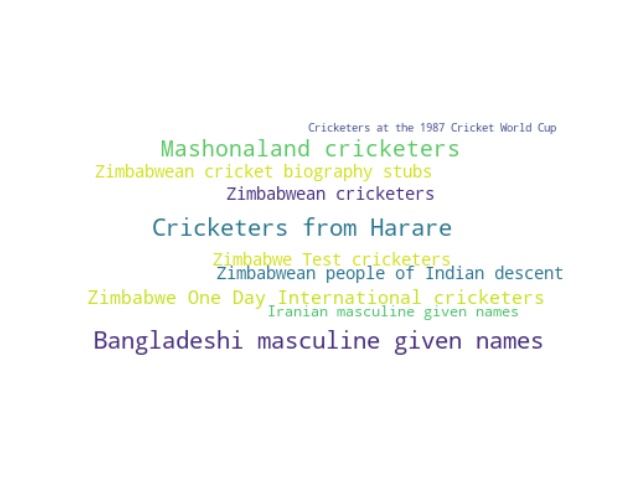 Cricketers at the 1987 Cricket World Cup
Mashonaland cricketers
Zimbabwean cricket biography stubs
Zimbabwean cricketers
Cricketers from Harare
Zimbabwe Test cricketers
Zimbabwean people of Indian descent
Zimbabwe One Day International cricketers
Iranian masculine given names
Bangladeshi masculine given names